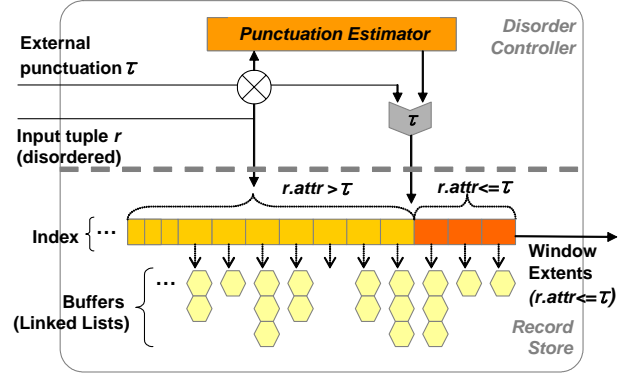 Punctuation Estimator
Disorder
Controller
External
punctuation τ
τ
Input tuple r
(disordered)
r.attr > τ
r.attr<=τ
Index
...
Window
Extents
(r.attr<=τ)
...
Buffers
(Linked Lists)
Record
Store